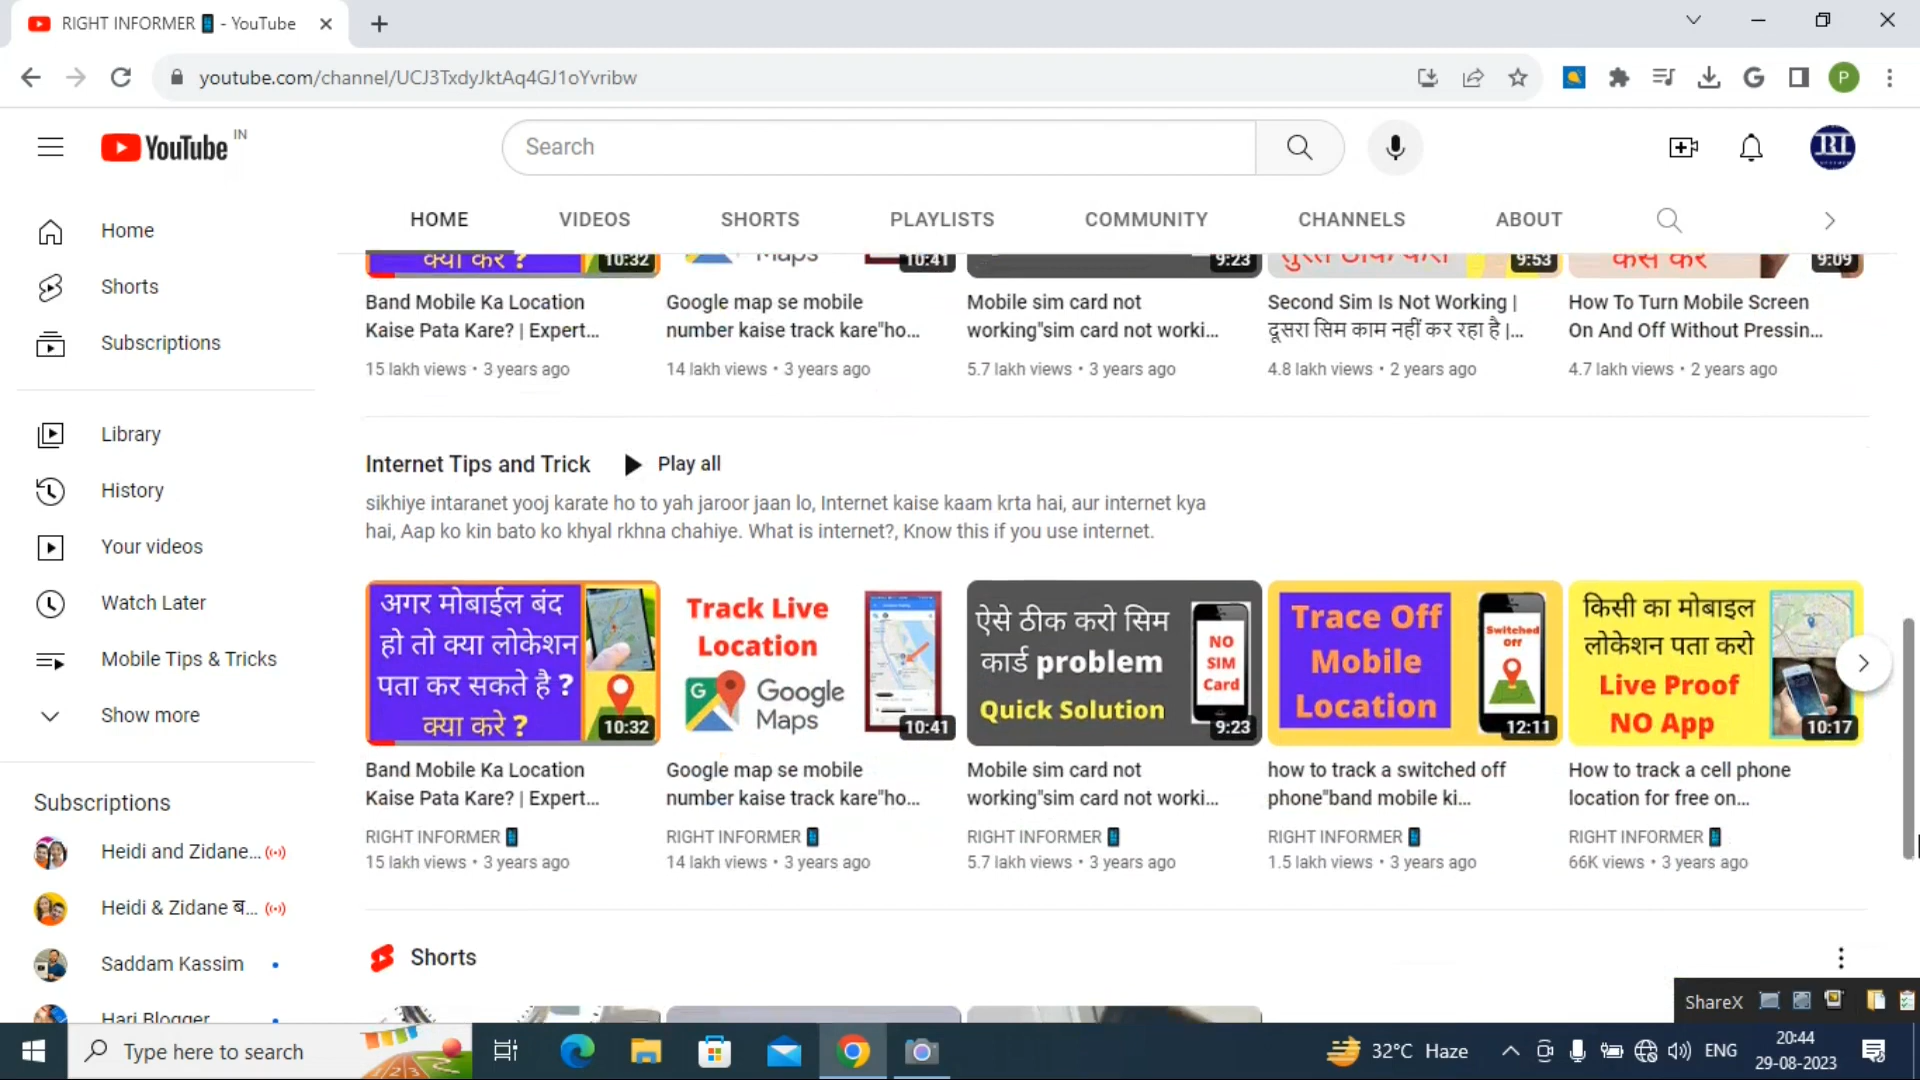 RIGHT INFORMER📱 - YouTube
youtube.com/channel/UCJ3TxdyJktAq4GJ1oYvribw
P
YouTube IN
Search
HOME VIDEOS SHORTS PLAYLISTS COMMUNITY CHANNELS ABOUT
Home
Shorts
Subscriptions
Library
History
Your videos
Watch Later
Mobile Tips & Tricks
Show more
Subscriptions
Heidi and Zidane...
Heidi & Zidane ब...
Saddam Kassim
Hari Blogger
क्या करे ?
10:32
Maps
10:41
9:23
9:53
9:09
Band Mobile Ka Location
Kaise Pata Kare? | Expert...
15 lakh views • 3 years ago
Google map se mobile
number kaise track kare"ho...
14 lakh views • 3 years ago
Mobile sim card not
working"sim card not worki...
5.7 lakh views • 3 years ago
Second Sim Is Not Working |
दूसरा सिम काम नहीं कर रहा है |...
4.8 lakh views • 2 years ago
How To Turn Mobile Screen
On And Off Without Pressin...
4.7 lakh views • 2 years ago
Internet Tips and Trick Play all
sikhiye intaranet yooj karate ho to yah jaroor jaan lo, Internet kaise kaam krta hai, aur internet kya
hai, Aap ko kin bato ko khyal rkhna chahiye. What is internet?, Know this if you use internet.
अगर मोबाईल बंद
हो तो क्या लोकेशन
पता कर सकते है ?
क्या करे ?
10:32
Track Live
Location
Google
Maps
10:41
ऐसे ठीक करो सिम
कार्ड problem
Quick Solution
NO
SIM
Card
9:23
Trace Off
Mobile
Location
Switched
Off
12:11
किसी का मोबाइल
लोकेशन पता करो
Live Proof
NO App
10:17
Band Mobile Ka Location
Kaise Pata Kare? | Expert...
RIGHT INFORMER📱
15 lakh views • 3 years ago
Google map se mobile
number kaise track kare"ho...
RIGHT INFORMER📱
14 lakh views • 3 years ago
Mobile sim card not
working"sim card not worki...
RIGHT INFORMER📱
5.7 lakh views • 3 years ago
how to track a switched off
phone"band mobile ki...
RIGHT INFORMER📱
1.5 lakh views • 3 years ago
How to track a cell phone
location for free on...
RIGHT INFORMER📱
66K views • 3 years ago
Shorts
ShareX
Type here to search
32°C Haze
ENG
20:44
29-08-2023